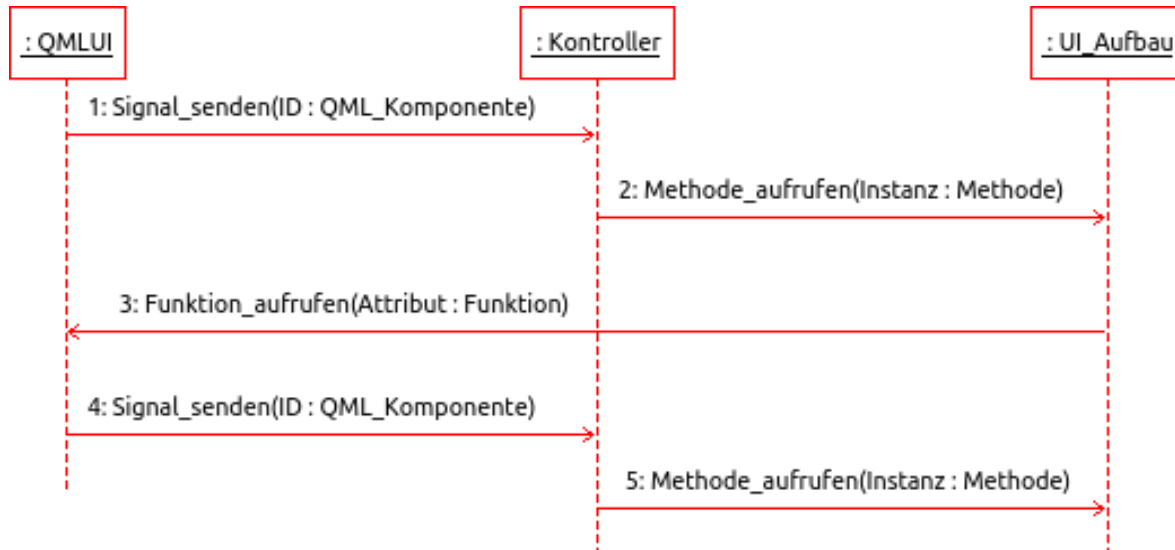 : QMLUI
: Kontroller
: UI_Aufbau
1: Signal_senden(ID : QML_Komponente)
2: Methode_aufrufen(Instanz : Methode)
3: Funktion_aufrufen(Attribut : Funktion)
4: Signal_senden(ID : QML_Komponente)
5: Methode_aufrufen(Instanz : Methode)